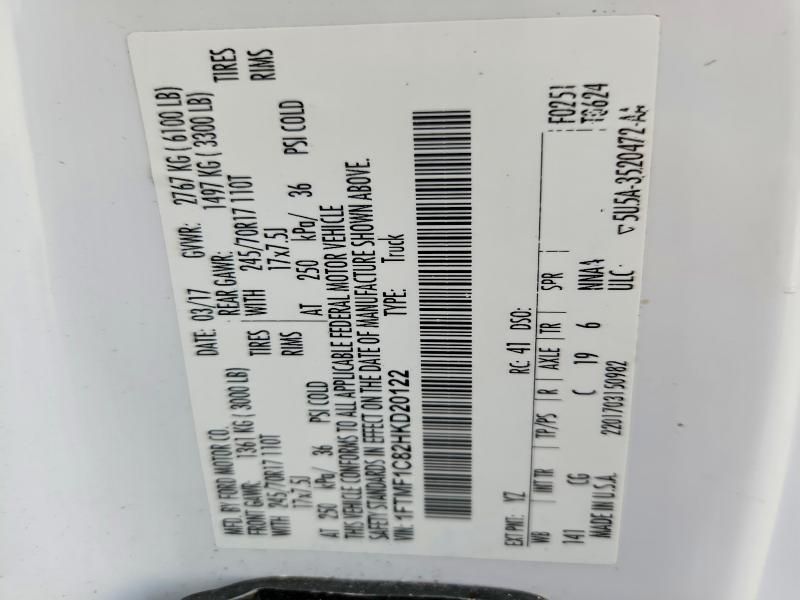 MFD. BY FORD MOTOR CO.
DATE: 03/17 GVWR: 2767 KG ( 6100 LB)
FRONT GAWR: 1361 KG ( 3000 LB) REAR GAWR: 1497 KG ( 3300 LB)
WITH 245/70R17 110T TIRES WITH 245/70R17 110T TIRES
17x7.5J RIMS 17x7.5J RIMS
AT 250 kPa/ 36 PSI COLD AT 250 kPa/ 36 PSI COLD
THIS VEHICLE CONFORMS TO ALL APPLICABLE FEDERAL MOTOR VEHICLE
SAFETY STANDARDS IN EFFECT ON THE DATE OF MANUFACTURE SHOWN ABOVE.
VIN: 1FTMF1C82HKD20122 TYPE: Truck
F0251
T0624
EXT PNT: YZ RC: 41 DSO:
WB INT TR TP/PS R AXLE TR SPR
141 CG C 19 6 NNA4
MADE IN U.S.A. 2201703150982 ULC ▽5U5A-3520472-AA